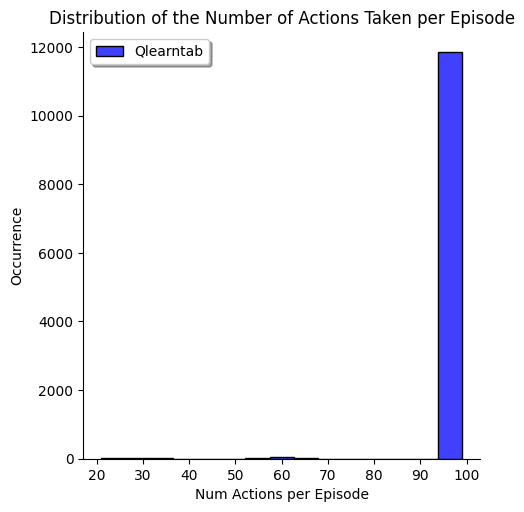 Distribution of the Number of Actions Taken per Episode
Qlearntab
12000
10000
8000
6000
4000
2000
0
Occurrence
20 30 40 50 60 70 80 90 100
Num Actions per Episode